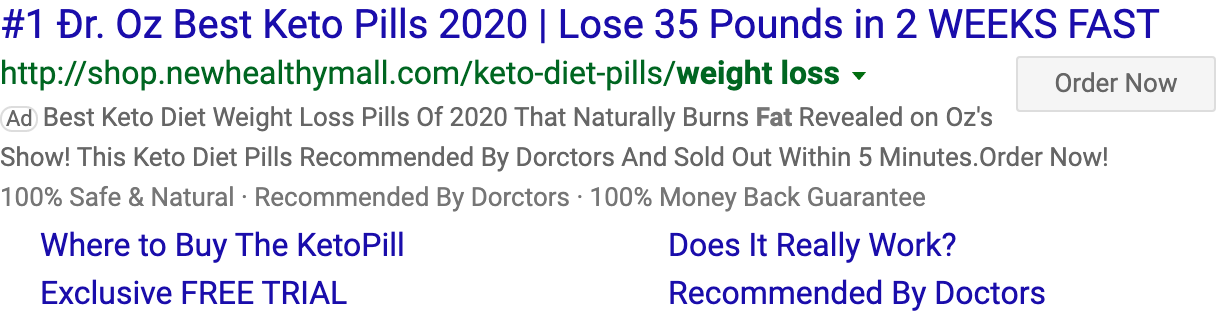 #1 Ðr. Oz Best Keto Pills 2020 | Lose 35 Pounds in 2 WEEKS FAST
http://shop.newhealthymall.com/keto-diet-pills/weight loss
Order Now
Ad Best Keto Diet Weight Loss Pills Of 2020 That Naturally Burns Fat Revealed on Oz's
Show! This Keto Diet Pills Recommended By Dorctors And Sold Out Within 5 Minutes.Order Now!
100% Safe & Natural · Recommended By Dorctors · 100% Money Back Guarantee
Where to Buy The KetoPill
Does It Really Work?
Exclusive FREE TRIAL
Recommended By Doctors